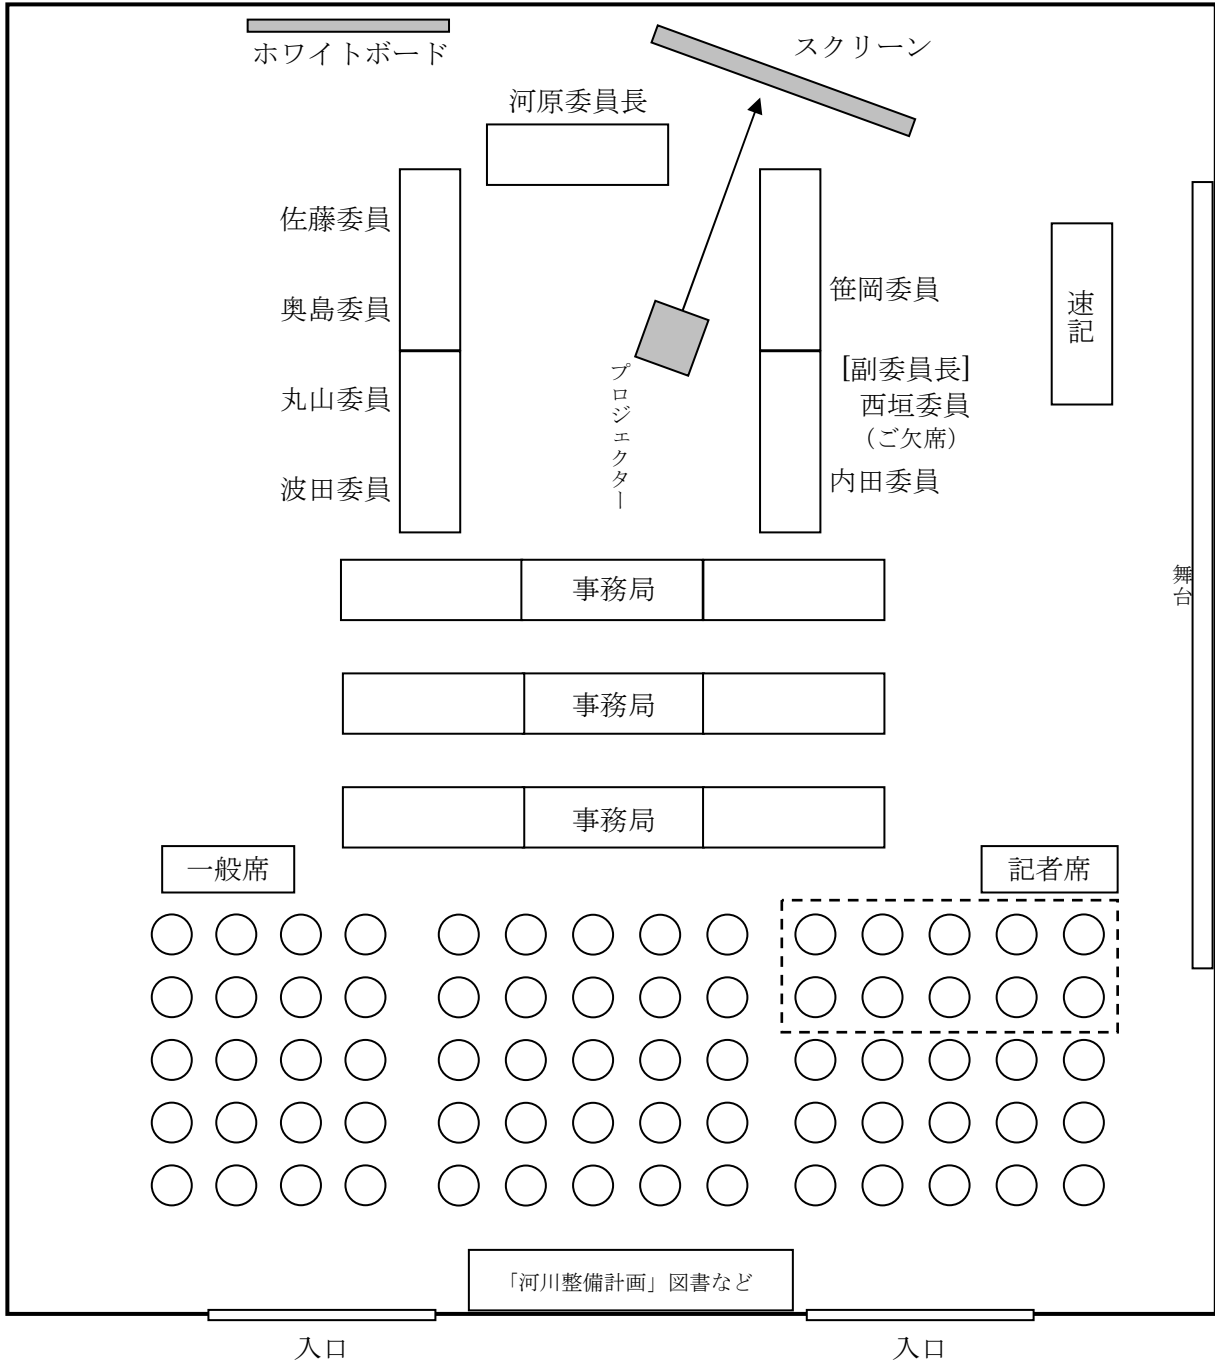 ホワイトボード
スクリーン
河原委員長
佐藤委員
奥島委員
丸山委員
波田委員
プロジェクター
笹岡委員
[副委員長]
西垣委員
（ご欠席）
内田委員
速記
舞台
事務局
事務局
事務局
一般席
記者席
「河川整備計画」図書など
入口
入口